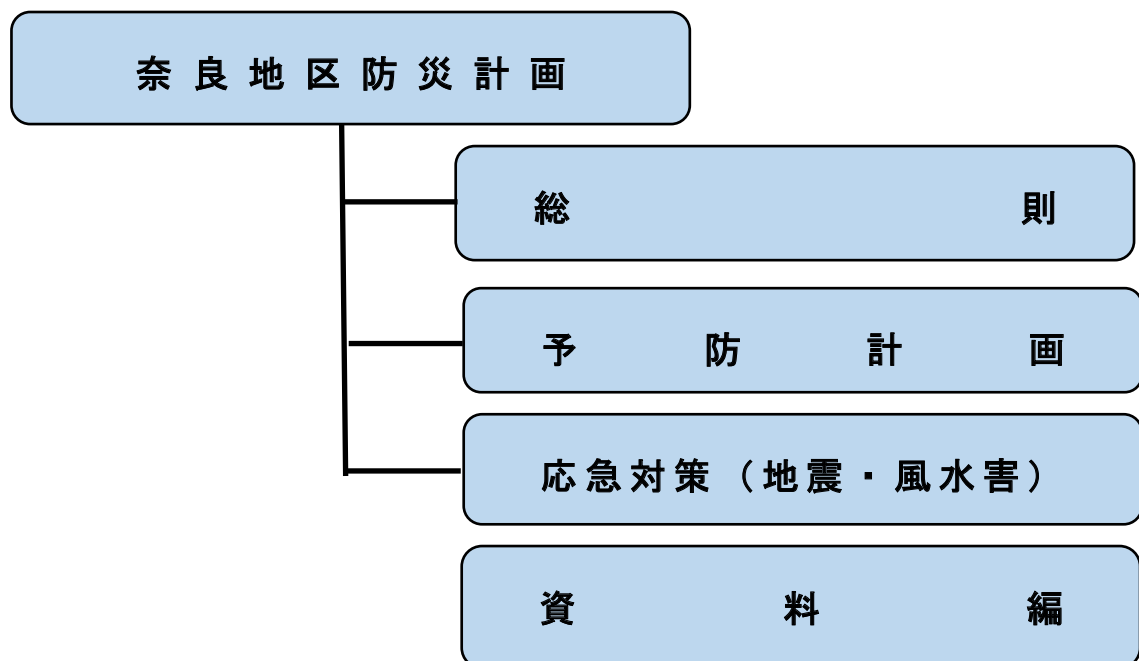 奈良地区防災計画
総則
予防計画
応急対策（地震・風水害）
資料編